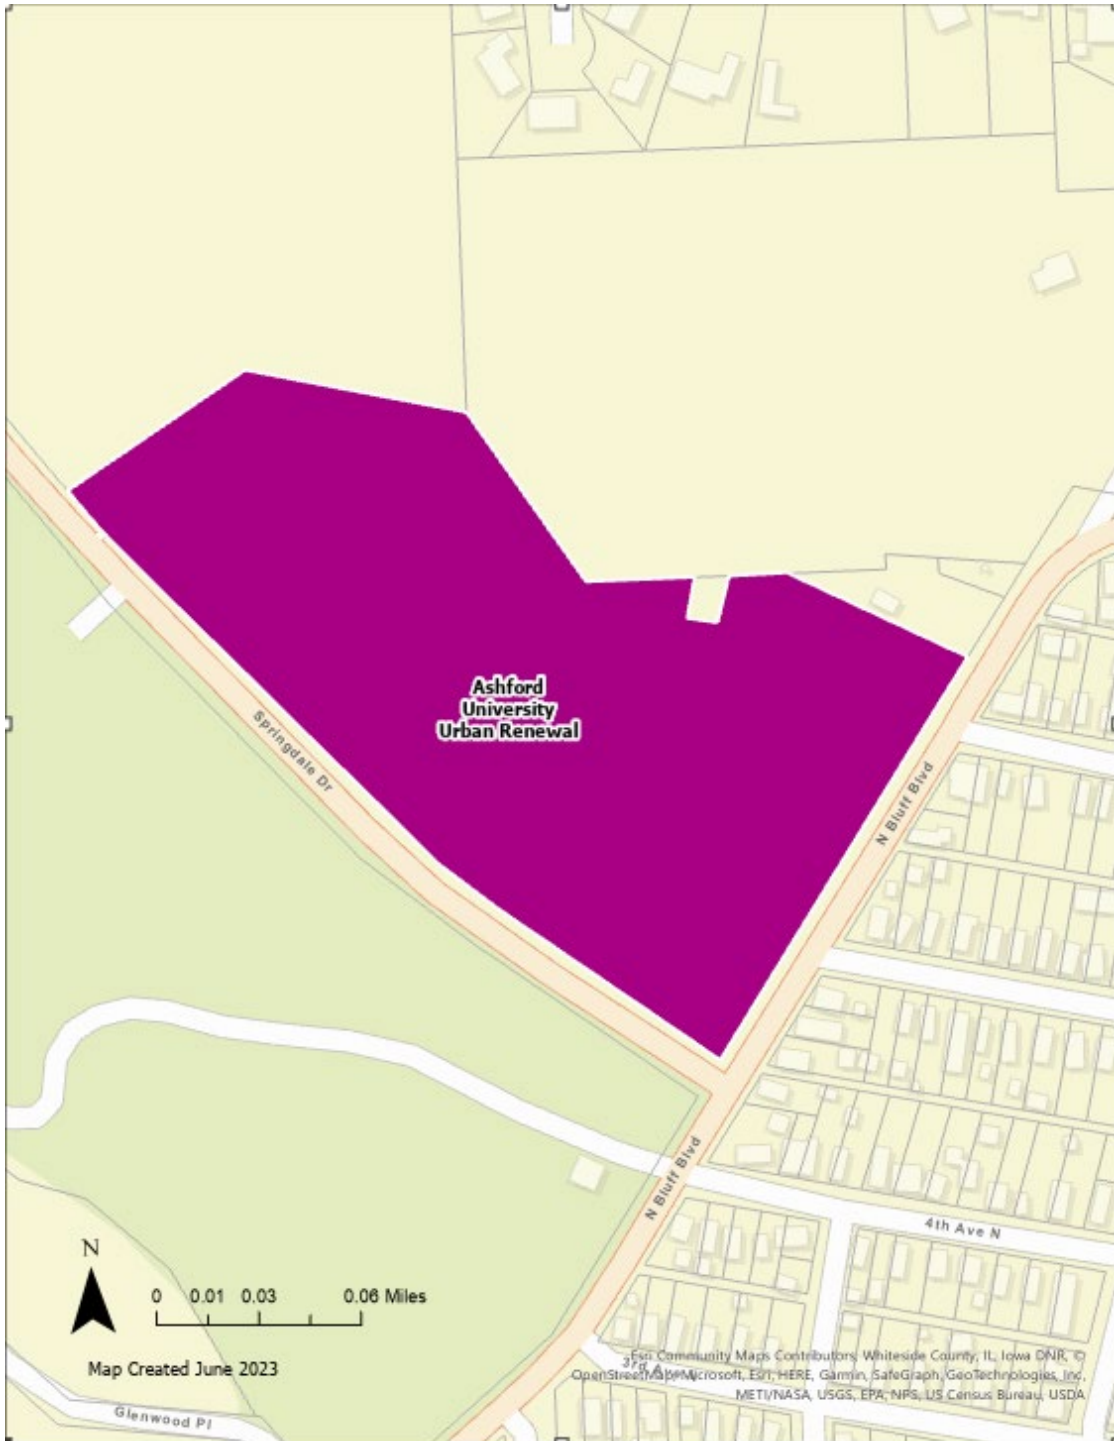 Ashford
University
Urban Renewal
Springdale Dr
N Bluff Blvd
N Bluff Blvd
4th Ave N
N
0 0.01 0.03 0.06 Miles
Map Created June 2023
3rd Ave N
Esri Community Maps Contributors, Whiteside County, IL, Iowa DNR, ©
OpenStreetMap, Microsoft, Esri, HERE, Garmin, SafeGraph, GeoTechnologies, Inc,
METI/NASA, USGS, EPA, NPS, US Census Bureau, USDA
Glenwood Pl